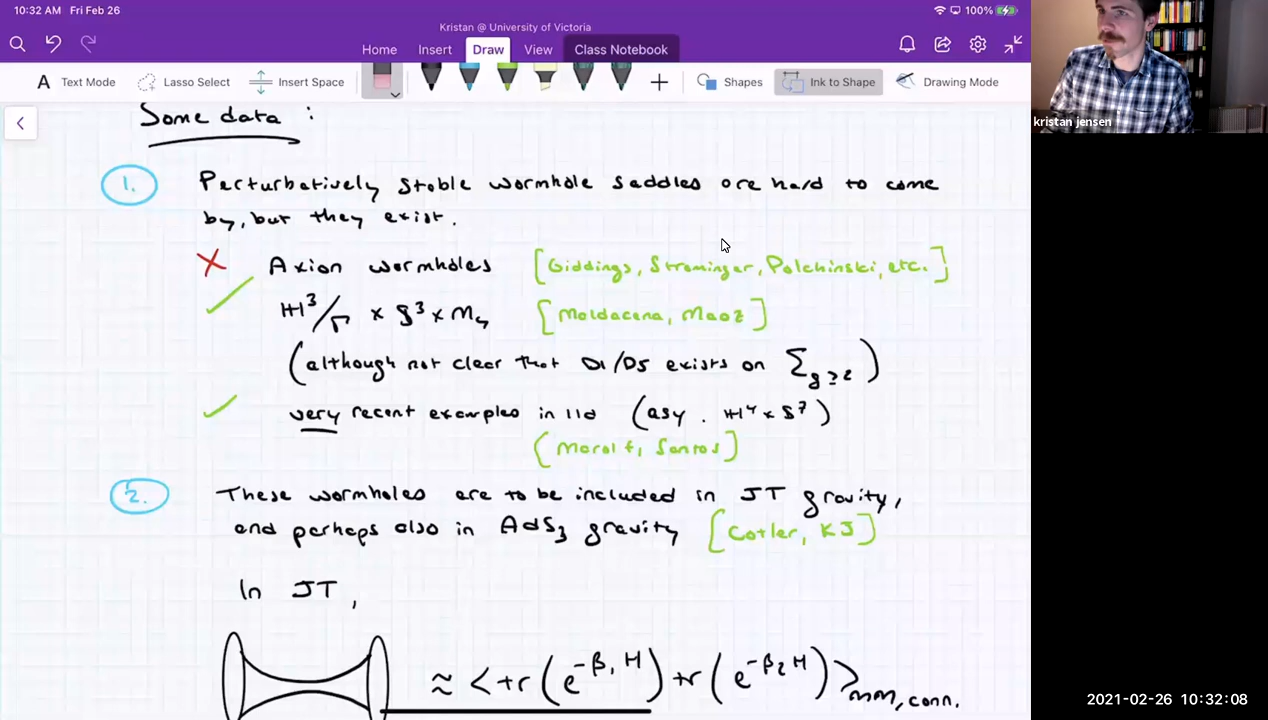 10:32 AM Fri Feb 26
100%
Kristan @ University of Victoria
Home Insert Draw View Class Notebook
Text Mode Lasso Select Insert Space Shapes Ink to Shape Drawing Mode
kristan jensen
Some data :
1. Perturbatively stable wormhole saddles are hard to come
by, but they exist.
Axion wormholes [Giddings, Strominger, Polchinski, etc.]
H³/Γ × S³ × M₄ [Maldacena, Maoz]
(although not clear that D1/D5 exists on Σ_{g≥2})
very recent examples in 11d (asy. H⁴ × S⁷)
[Marolf, Santos]
2. These wormholes are to be included in JT gravity,
and perhaps also in AdS₃ gravity [Cotler, KJ]
In JT,
≈ <tr(e^{-β₁H}) tr(e^{-β₂H})>_{MM, conn.}
2021-02-26 10:32:08